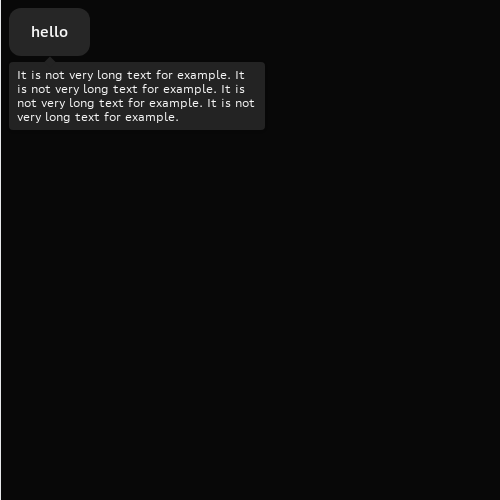 hello
It is not very long text for example. It
is not very long text for example. It is
not very long text for example. It is not
very long text for example.